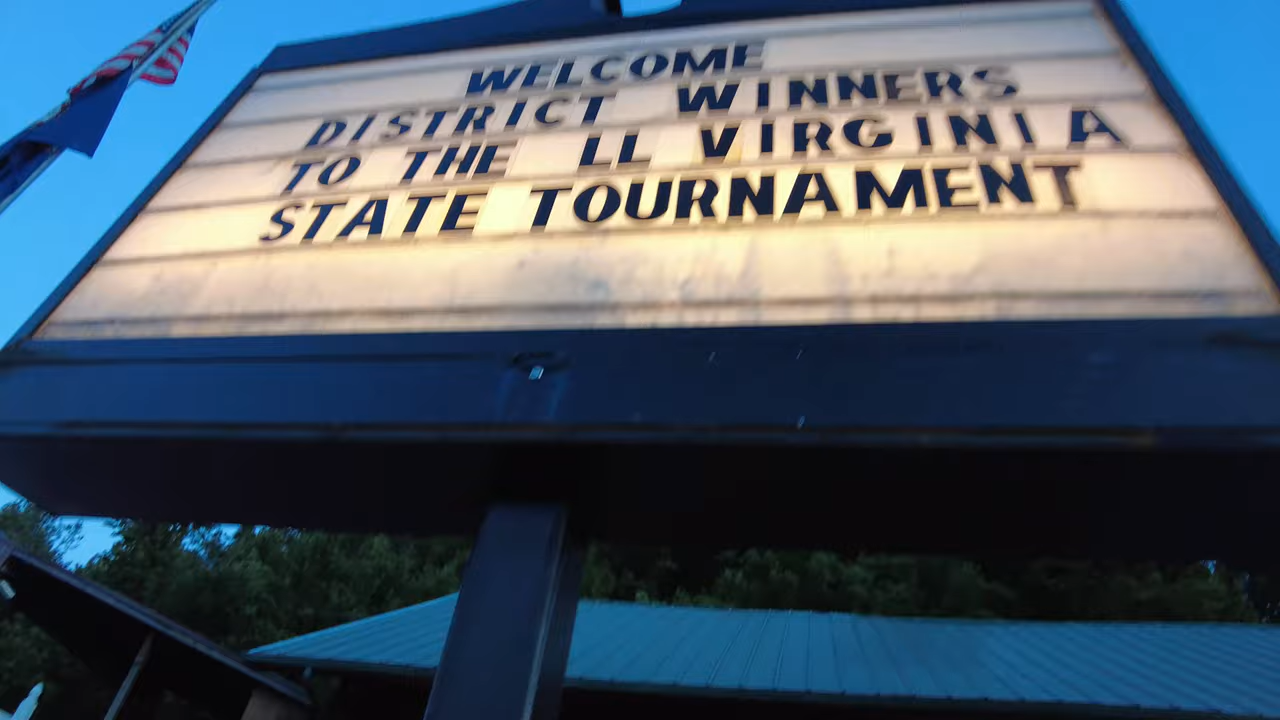 WELCOME
DISTRICT WINNERS
TO THE LL VIRGINIA
STATE TOURNAMENT